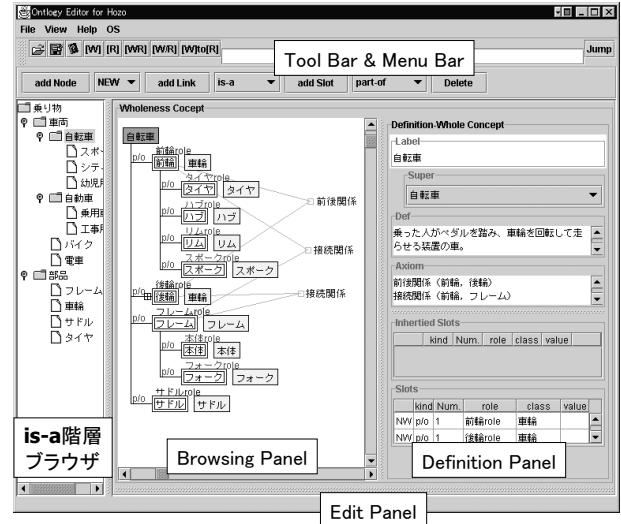 Ontlogy Editor for Hozo
File View Help OS
[W] [R] [WR] [W/R] [W]to[R] Jump
Tool Bar & Menu Bar
add Node NEW add Link is-a add Slot part-of Delete
乗り物
車両
自転車
スポー
シテ
幼児
自動車
乗用
工事
バイク
電車
部品
フレーム
車輪
サドル
タイヤ
is-a階層
ブラウザ
Wholeness Cocept
自転車
前輪role
p/o 前輪 車輪
タイヤrole
p/o タイヤ タイヤ
前後関係
ハブrole
p/o ハブ ハブ
リムrole
p/o リム リム
接続関係
スポークrole
p/o スポーク スポーク
後輪role
p/o 後輪 車輪
接続関係
フレームrole
p/o フレーム フレーム
本体role
p/o 本体 本体
フォークrole
p/o フォーク フォーク
サドルrole
p/o サドル サドル
Browsing Panel
Definition-Whole Concept
Label
自転車
Super
自転車
Def
乗った人がペダルを踏み、車輪を回転して走
らせる装置の車。
Axiom
前後関係（前輪，後輪）
接続関係（前輪，フレーム）
Inhertied Slots
kind Num. role class value
Slots
kind Num. role class value
NW p/o 1 前輪role 車輪
NW p/o 1 後輪role 車輪
Definition Panel
Edit Panel